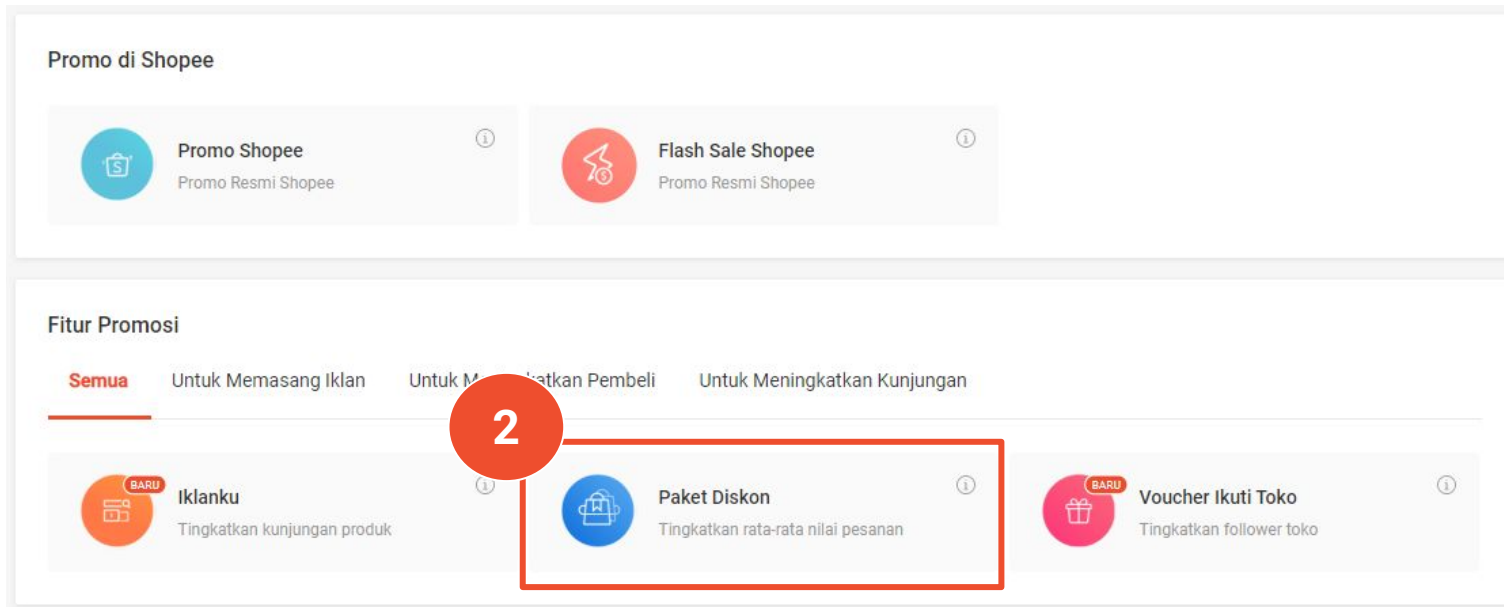 Promo di Shopee
Promo Shopee
Promo Resmi Shopee
Flash Sale Shopee
Promo Resmi Shopee
Fitur Promosi
Semua Untuk Memasang Iklan Untuk Pembeli Untuk Meningkatkan Kunjungan
2
BARU
Iklanku
Tingkatkan kunjungan produk
Paket Diskon
Tingkatkan rata-rata nilai pesanan
BARU
Voucher Ikuti Toko
Tingkatkan follower toko